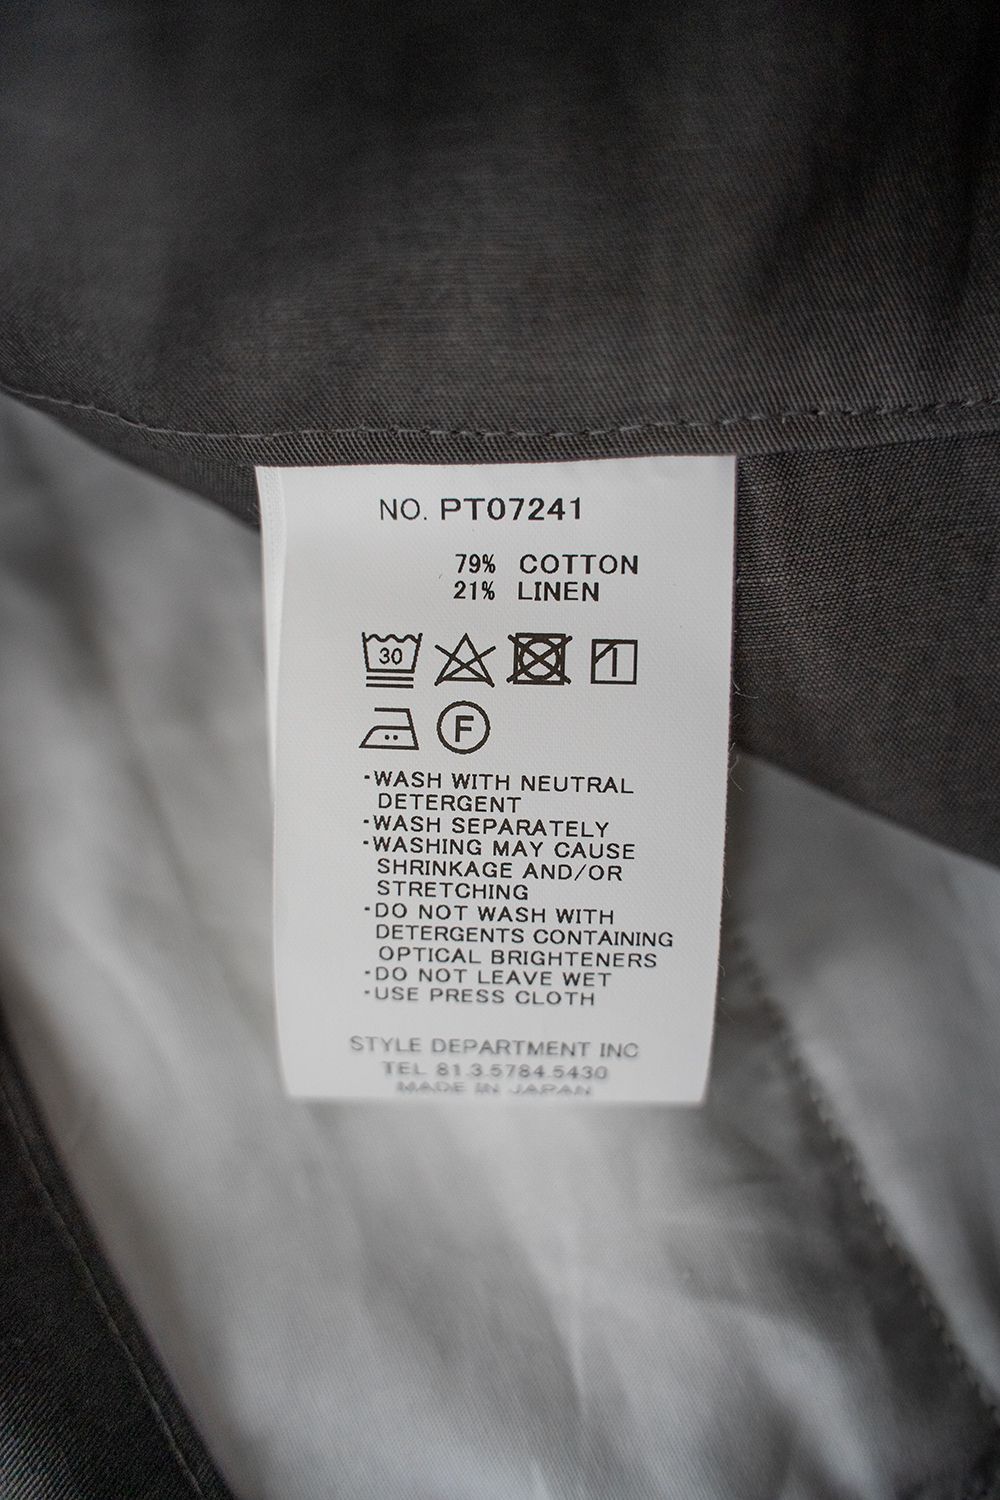 NO. PT07241
79% COTTON
21% LINEN
30
F
-WASH WITH NEUTRAL
DETERGENT
-WASH SEPARATELY
-WASHING MAY CAUSE
SHRINKAGE AND/OR
STRETCHING
-DO NOT WASH WITH
DETERGENTS CONTAINING
OPTICAL BRIGHTENERS
-DO NOT LEAVE WET
-USE PRESS CLOTH
STYLE DEPARTMENT INC
TEL 81.3.5784.5430
MADE IN JAPAN